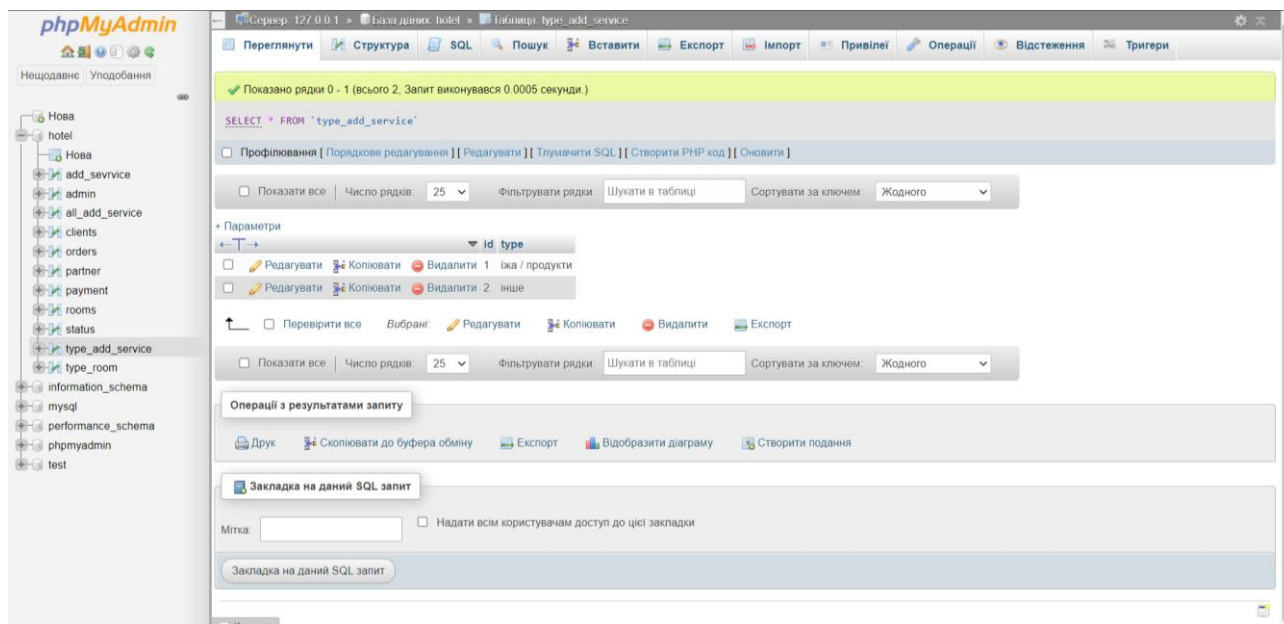 phpMyAdmin
Нещодавнє Уподобання
Нова
hotel
Нова
add_sevrvice
admin
all_add_service
clients
orders
partner
payment
rooms
status
type_add_service
type_room
information_schema
mysql
performance_schema
phpmyadmin
test
Сервер: 127.0.0.1 » База даних: hotel » Таблиця: type_add_service
Переглянути Структура SQL Пошук Вставити Експорт Імпорт Привілеї Операції Відстеження Тригери
Показано рядки 0 - 1 (всього 2, Запит виконувався 0.0005 секунди.)
SELECT * FROM `type_add_service`
Профілювання [ Порядкове редагування ] [ Редагувати ] [ Тлумачити SQL ] [ Створити PHP код ] [ Оновити ]
Показати все | Число рядків: 25 Фільтрувати рядки: Шукати в таблиці Сортувати за ключем: Жодного
+ Параметри
←T→ id type
Редагувати Копіювати Видалити 1 їжа / продукти
Редагувати Копіювати Видалити 2 інше
Перевірити все Вибрані: Редагувати Копіювати Видалити Експорт
Показати все | Число рядків: 25 Фільтрувати рядки: Шукати в таблиці Сортувати за ключем: Жодного
Операції з результатами запиту
Друк Скопіювати до буфера обміну Експорт Відобразити діаграму Створити подання
Закладка на даний SQL запит
Мітка: Надати всім користувачам доступ до цієї закладки
Закладка на даний SQL запит